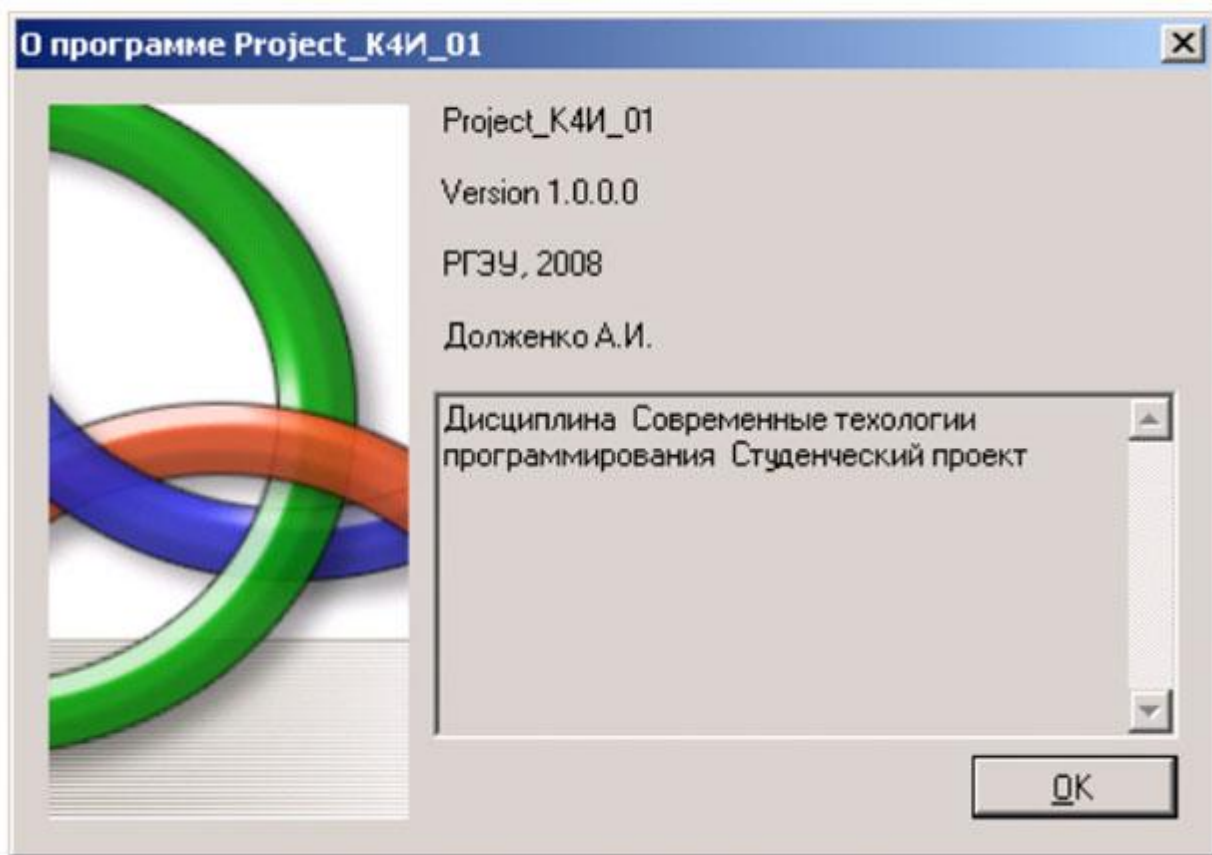 О программе Project_К4И_01
Project_К4И_01
Version 1.0.0.0
РГЭУ, 2008
Долженко А.И.
Дисциплина  Современные техологии
программирования  Студенческий проект
OK